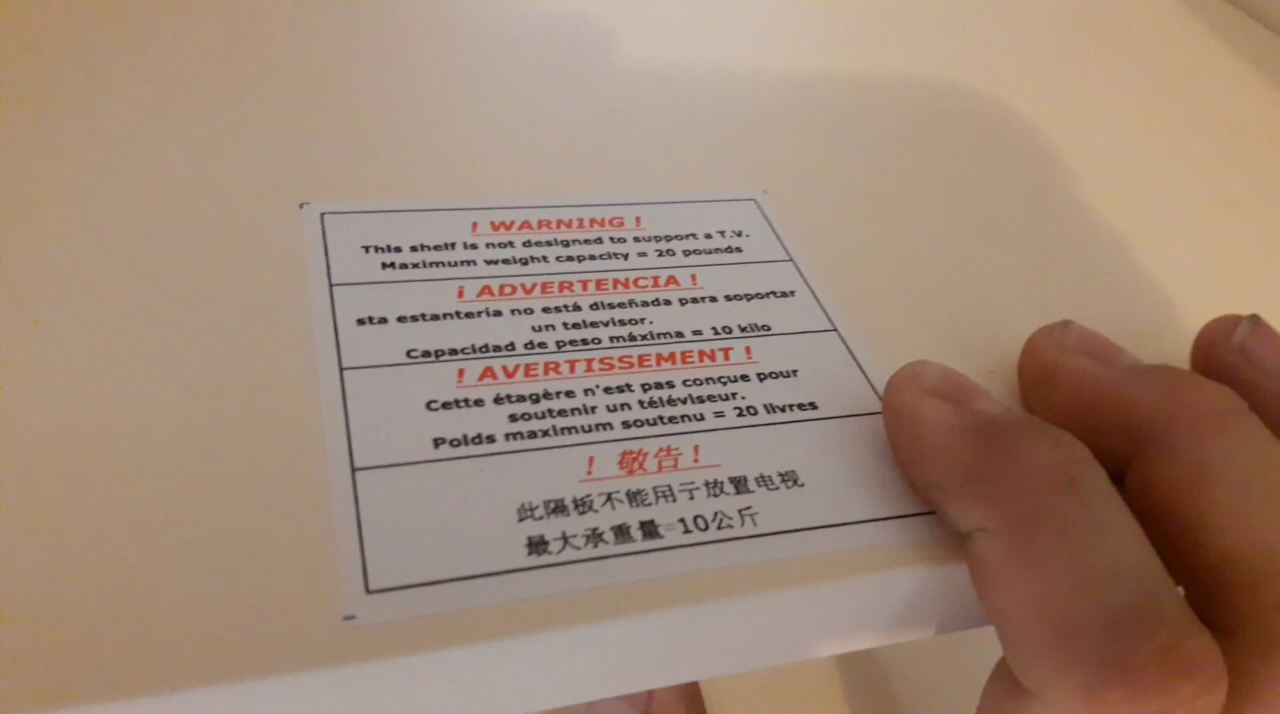 ! WARNING !
This shelf is not designed to support a T.V.
Maximum weight capacity = 20 pounds
¡ ADVERTENCIA !
sta estantería no está diseñada para soportar
un televisor.
Capacidad de peso máxima = 10 kilo
! AVERTISSEMENT !
Cette étagère n'est pas conçue pour
soutenir un téléviseur.
Poids maximum soutenu = 20 livres
! 敬告!
此隔板不能用于放置电视
最大承重量=10公斤